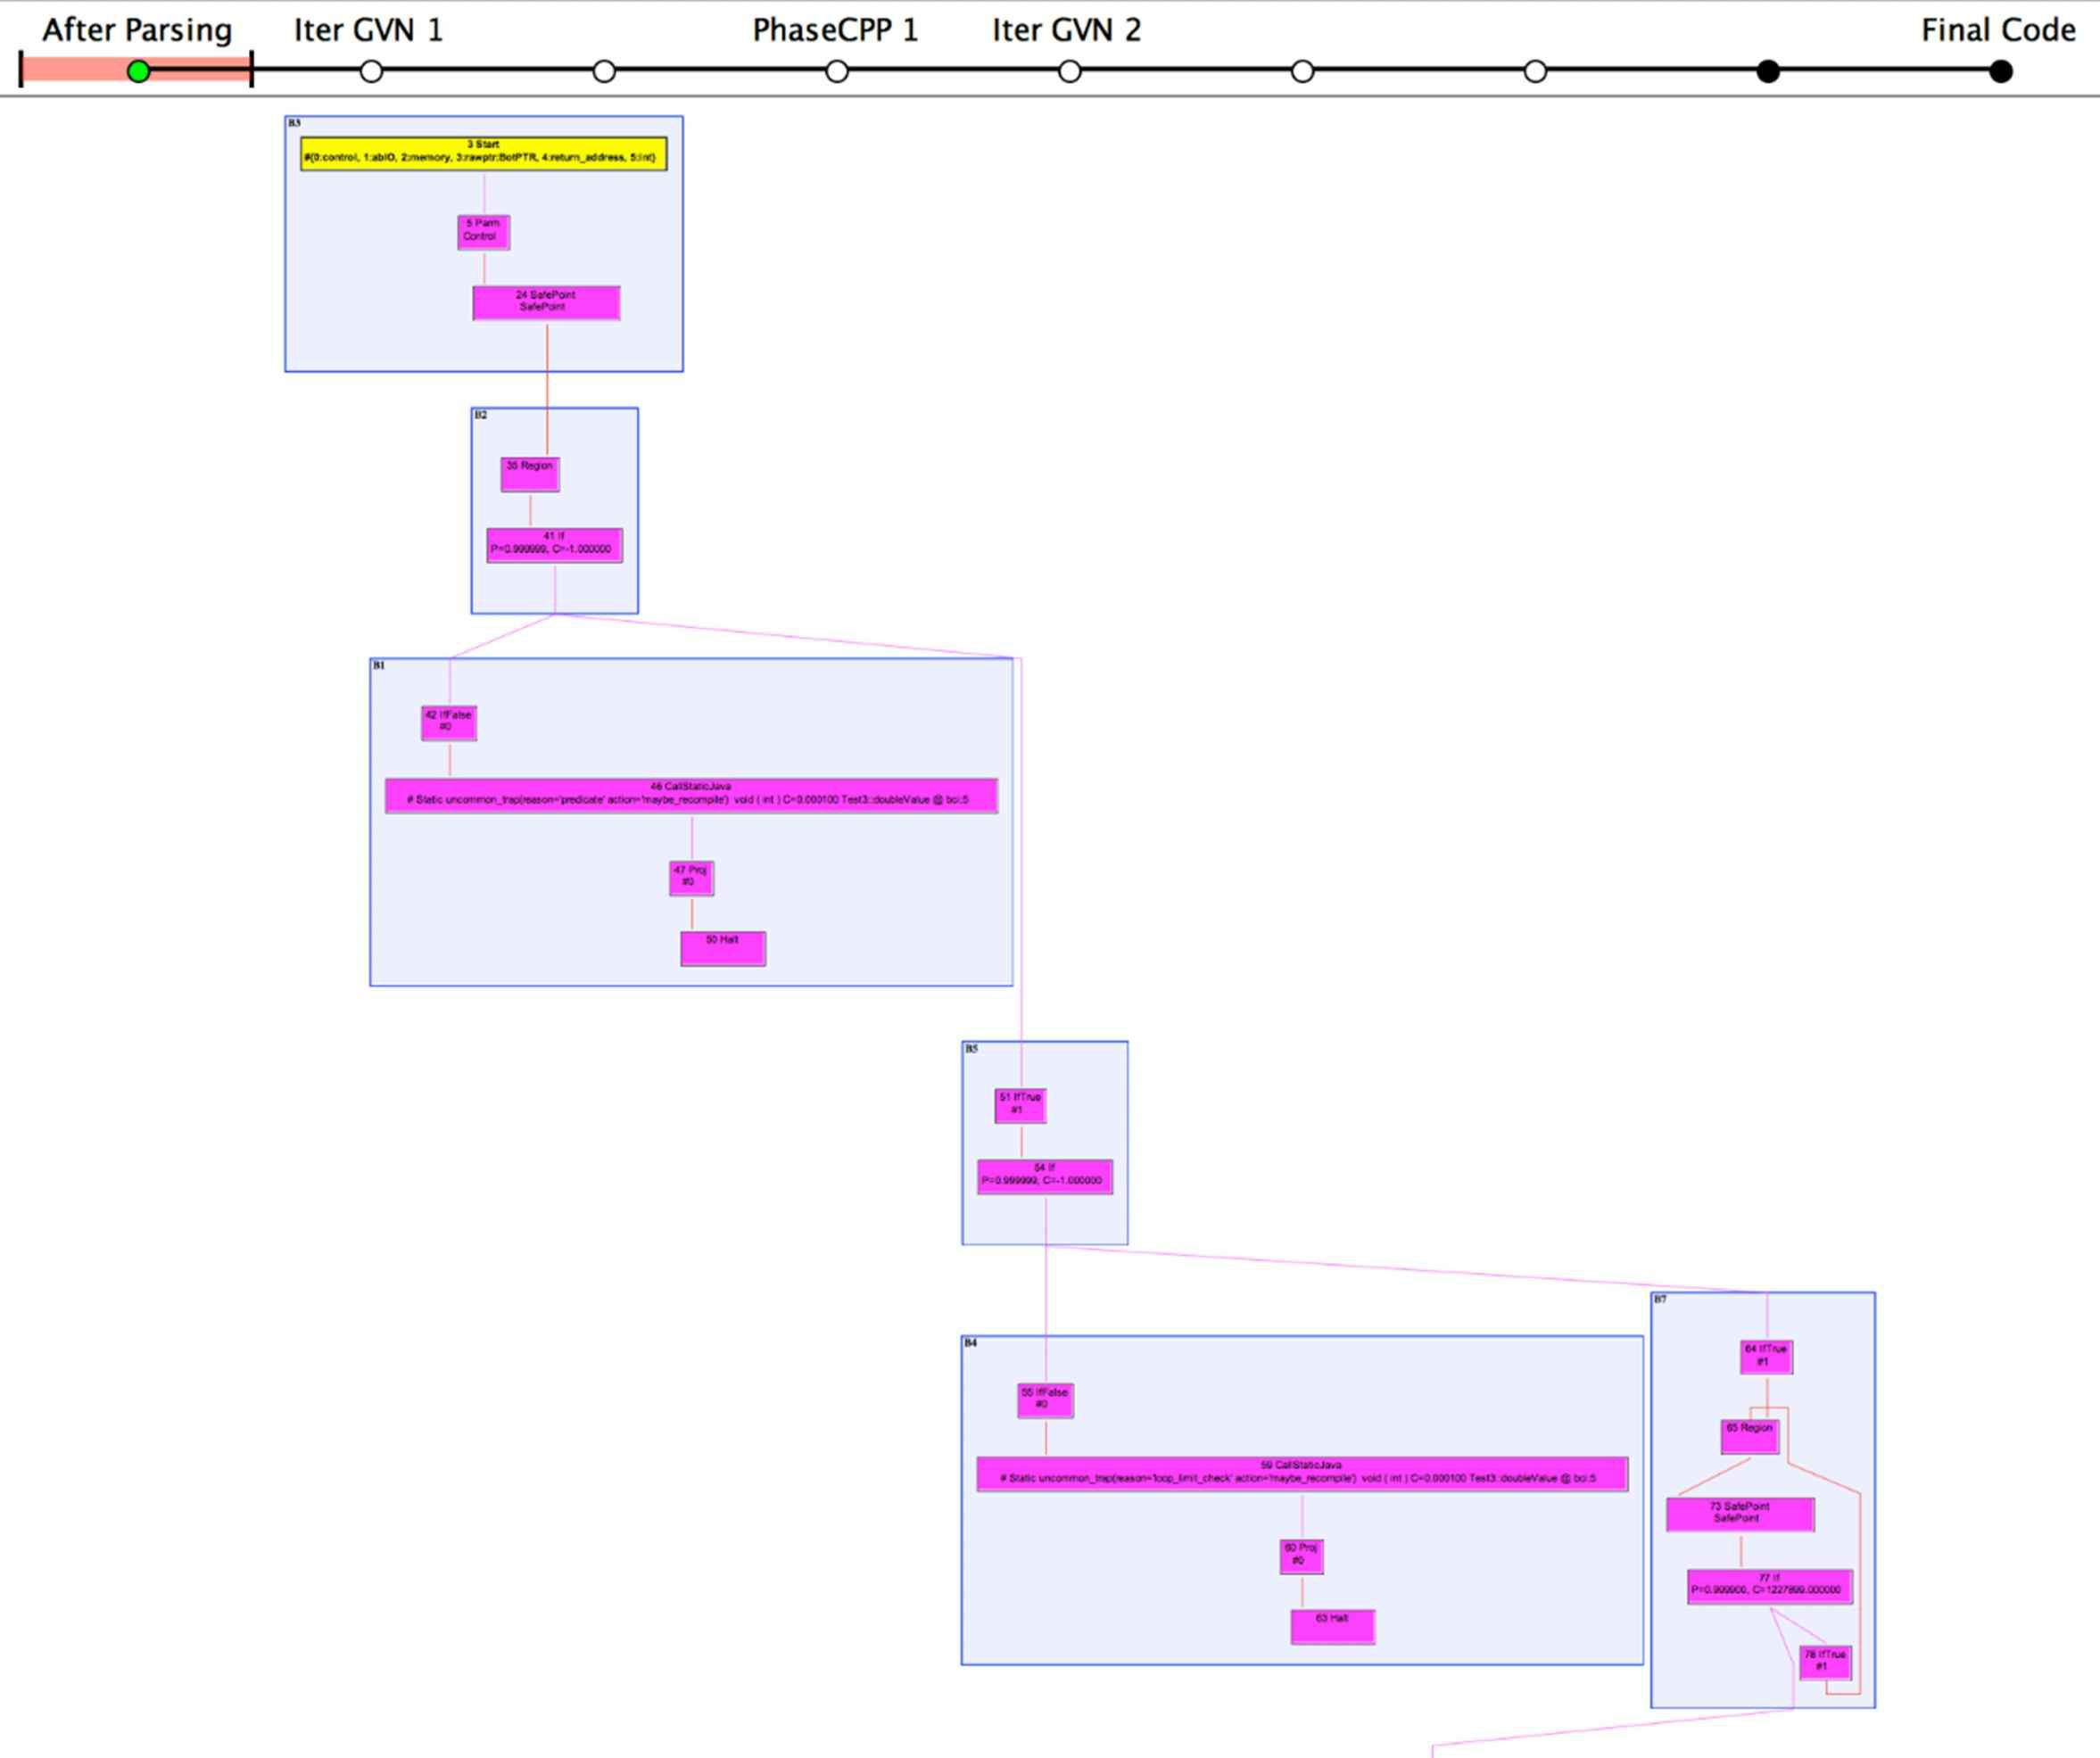 After Parsing
Iter GVN 1
PhaseCPP 1
Iter GVN 2
Final Code
B3
3 Start
#{0:control, 1:abIO, 2:memory, 3:rawptr:BotPTR, 4:return_address, 5:int}
5 Parm
Control
24 SafePoint
SafePoint
B2
35 Region
41 If
P=0.999999, C=-1.000000
B1
42 IfFalse
#0
46 CallStaticJava
# Static uncommon_trap(reason='predicate' action='maybe_recompile') void ( int ) C=0.000100 Test3::doubleValue @ bci:5
47 Proj
#0
50 Halt
B5
51 IfTrue
#1
54 If
P=0.999999, C=-1.000000
B7
64 IfTrue
#1
B4
55 IfFalse
#0
65 Region
59 CallStaticJava
# Static uncommon_trap(reason='loop_limit_check' action='maybe_recompile') void ( int ) C=0.000100 Test3::doubleValue @ bci:5
73 SafePoint
SafePoint
60 Proj
#0
77 If
P=0.999900, C=1227899.000000
63 Halt
78 IfTrue
#1